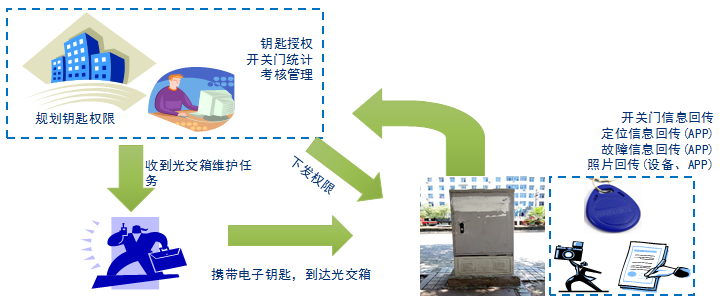 钥匙授权
开关门统计
考核管理
规划钥匙权限
收到光交箱维护任
务
下发权限
携带电子钥匙，到达光交箱
开关门信息回传
定位信息回传(APP)
故障信息回传(APP)
照片回传(设备、APP)